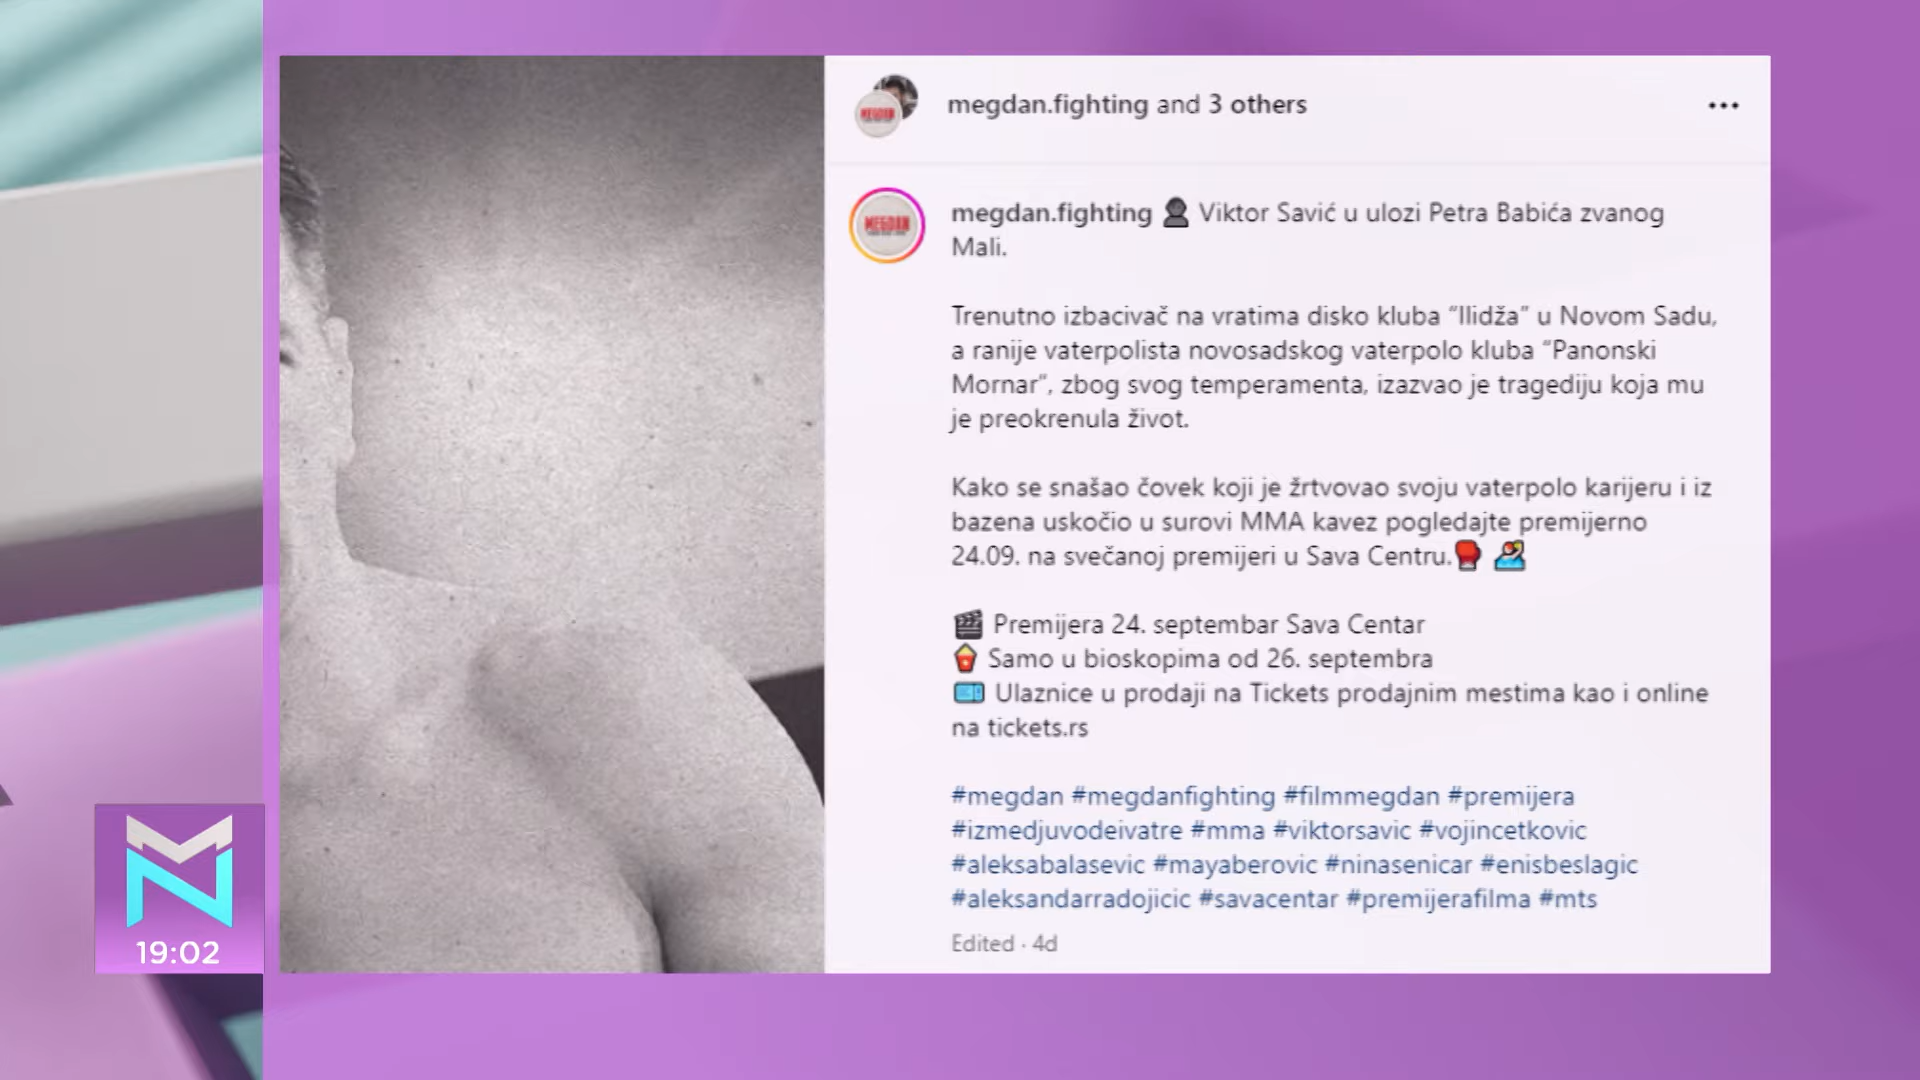 megdan.fighting and 3 others
MEGDAN
MEGDAN
megdan.fighting 👤 Viktor Savić u ulozi Petra Babića zvanog
Mali.
Trenutno izbacivač na vratima disko kluba “Ilidža” u Novom Sadu,
a ranije vaterpolista novosadskog vaterpolo kluba “Panonski
Mornar”, zbog svog temperamenta, izazvao je tragediju koja mu
je preokrenula život.
Kako se snašao čovek koji je žrtvovao svoju vaterpolo karijeru i iz
bazena uskočio u surovi MMA kavez pogledajte premijerno
24.09. na svečanoj premijeri u Sava Centru.🥊 🤽
🎬 Premijera 24. septembar Sava Centar
🍿 Samo u bioskopima od 26. septembra
🎟 Ulaznice u prodaji na Tickets prodajnim mestima kao i online
na tickets.rs
#megdan #megdanfighting #filmmegdan #premijera
#izmedjuvodeivatre #mma #viktorsavic #vojincetkovic
#aleksabalasevic #mayaberovic #ninasenicar #enisbeslagic
#aleksandarradojicic #savacentar #premijerafilma #mts
Edited · 4d
19:02